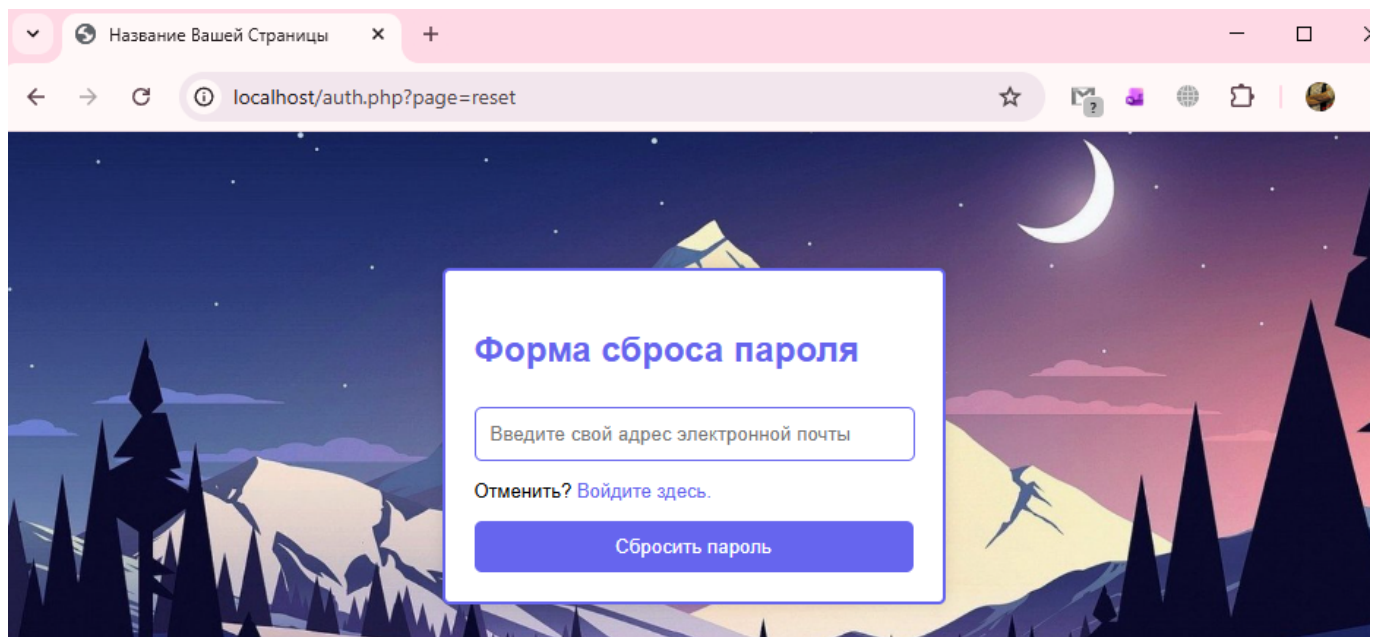 Название Вашей Страницы
localhost/auth.php?page=reset
?
Форма сброса пароля
Введите свой адрес электронной почты
Отменить? Войдите здесь.
Сбросить пароль